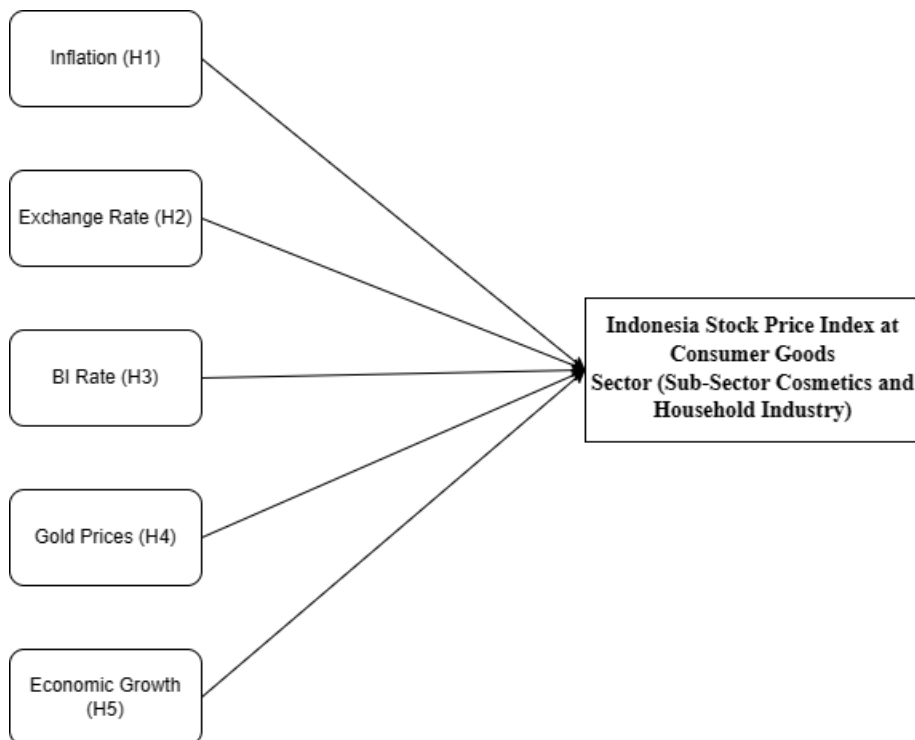 Inflation (H1)
Exchange Rate (H2)
BI Rate (H3)
Gold Prices (H4)
Economic Growth
(H5)
Indonesia Stock Price Index at
Consumer Goods
Sector (Sub-Sector Cosmetics and
Household Industry)